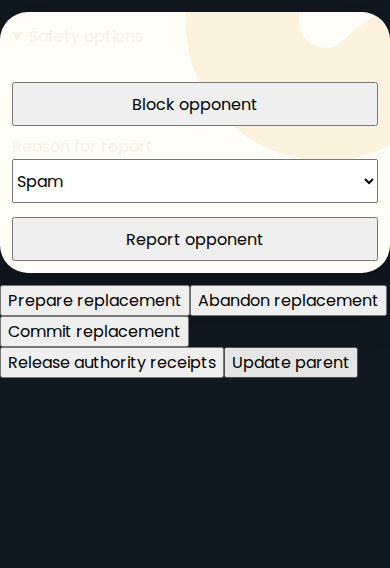 ▼ Safety options
Block opponent
Reason for report
Spam
Report opponent
Prepare replacement Abandon replacement
Commit replacement
Release authority receipts Update parent